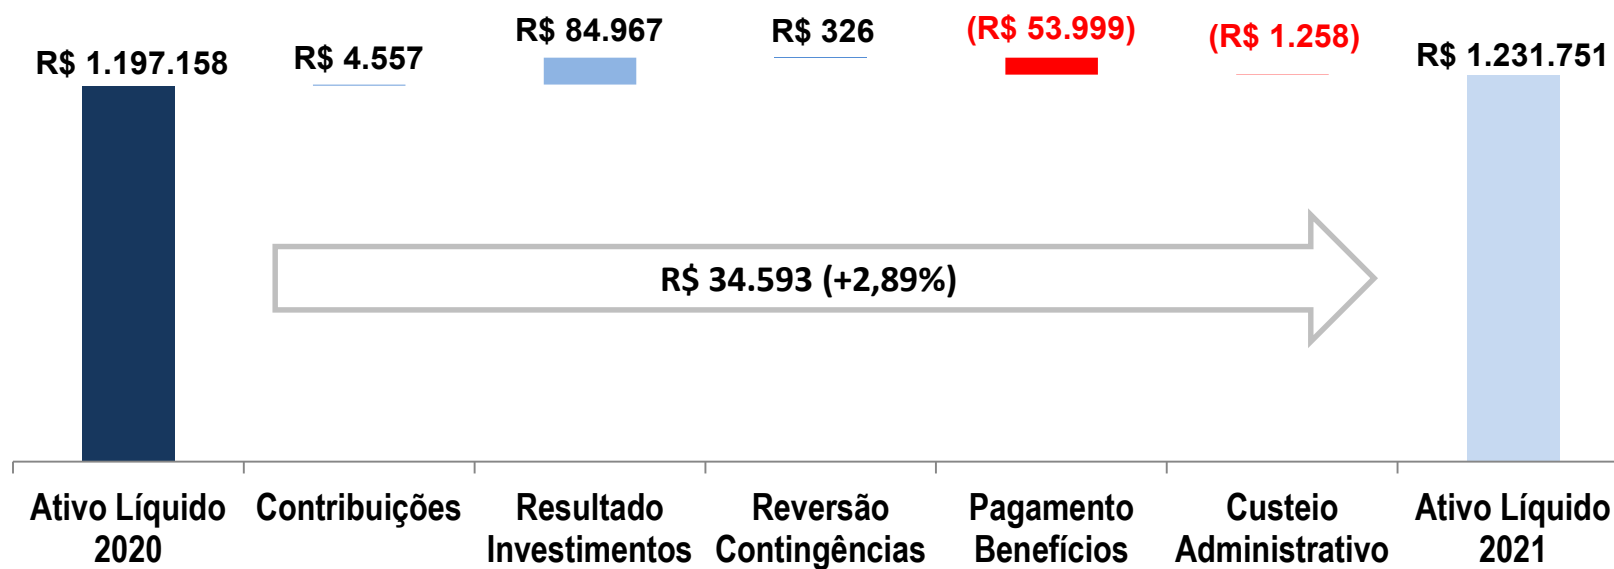 R$ 1.197.158
R$ 4.557
R$ 84.967
R$ 326
(R$ 53.999)
(R$ 1.258)
R$ 1.231.751
R$ 34.593 (+2,89%)
Ativo Líquido
2020
Contribuições
Resultado
Investimentos
Reversão
Contingências
Pagamento
Benefícios
Custeio
Administrativo
Ativo Líquido
2021